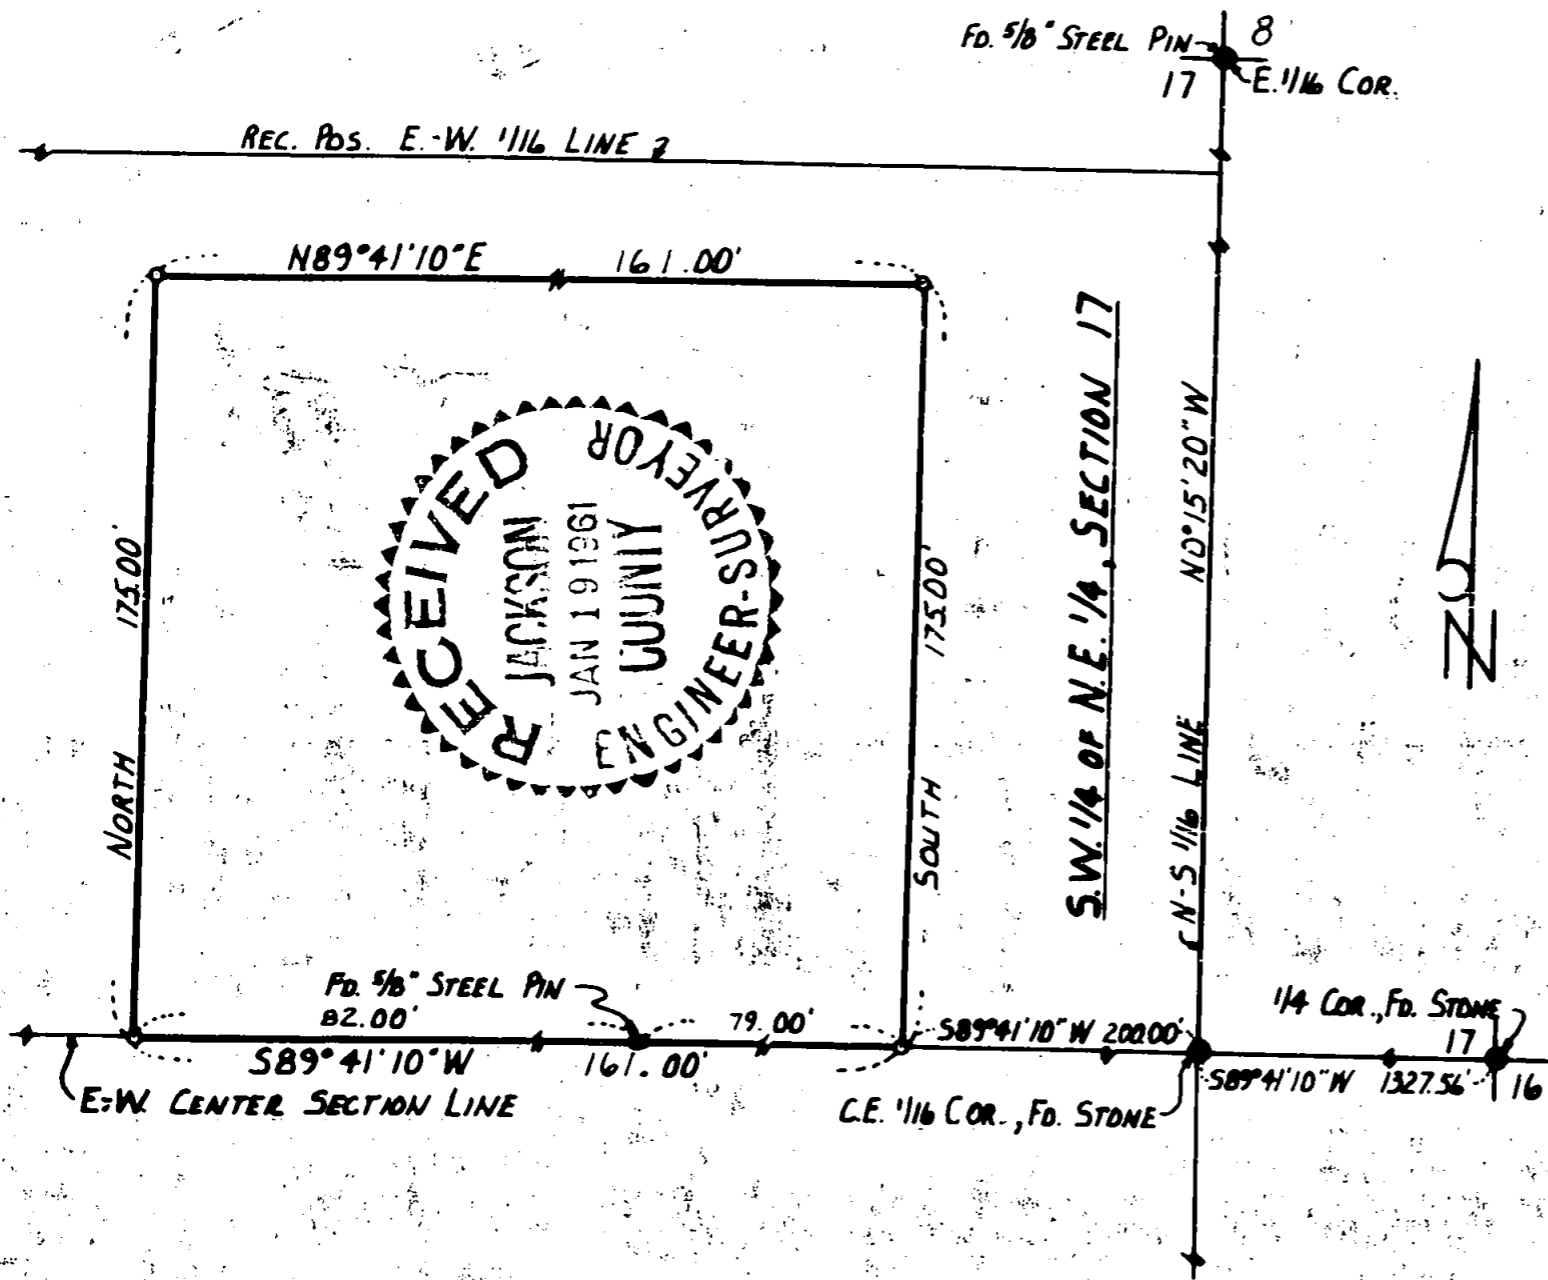 FD. 5/8" STEEL PIN
8
17
E. 1/16 COR.
REC. POS. E.-W. 1/16 LINE
N89°41'10"E 161.00'
NORTH 175.00'
RECEIVED
JACKSON
JAN 19 1961
COUNTY
ENGINEER-SURVEYOR
SOUTH 175.00'
S.W. 1/4 OF N.E. 1/4, SECTION 17
N-S 1/16 LINE N0°15'20"W
N
FD. 5/8" STEEL PIN
82.00'
79.00'
S89°41'10"W 161.00'
S89°41'10"W 200.00'
1/4 COR., FD. STONE
17
16
S89°41'10"W 1327.56'
E-W. CENTER SECTION LINE
C.E. 1/16 COR., FD. STONE